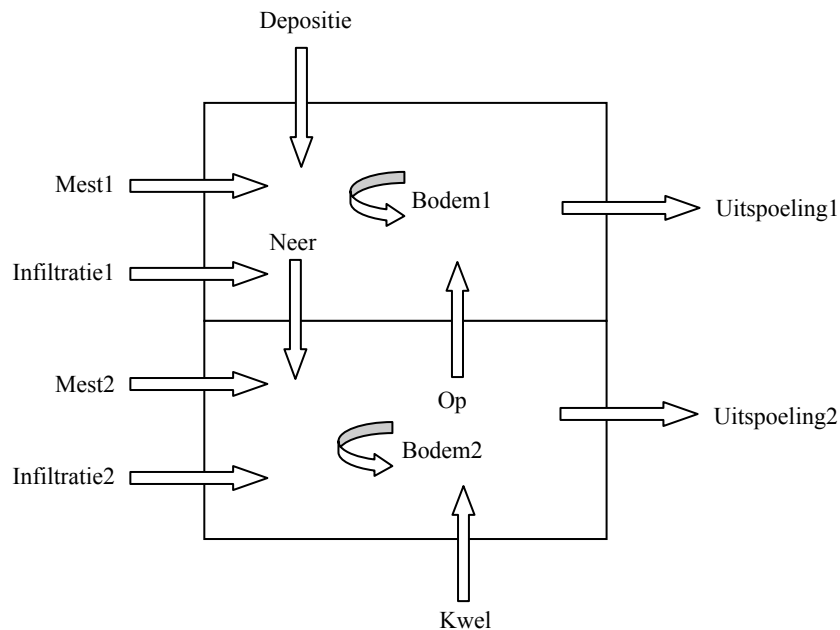 Depositie
Mest1
Bodem1
Uitspoeling1
Neer
Infiltratie1
Mest2
Op
Uitspoeling2
Bodem2
Infiltratie2
Kwel